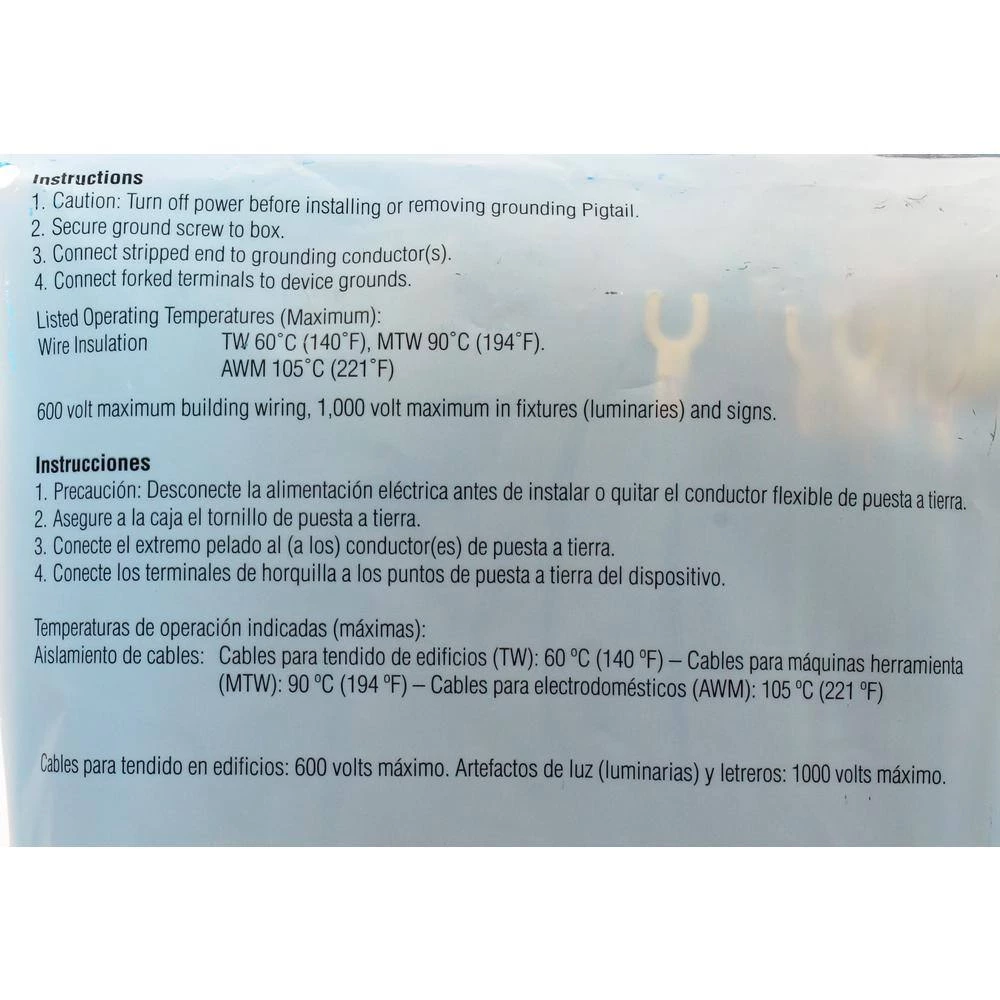 Instructions
1. Caution: Turn off power before installing or removing grounding Pigtail.
2. Secure ground screw to box.
3. Connect stripped end to grounding conductor(s).
4. Connect forked terminals to device grounds.
Listed Operating Temperatures (Maximum):
Wire Insulation TW 60˚C (140˚F), MTW 90˚C (194˚F).
AWM 105˚C (221˚F)
600 volt maximum building wiring, 1,000 volt maximum in fixtures (luminaries) and signs.
Instrucciones
1. Precaución: Desconecte la alimentación eléctrica antes de instalar o quitar el conductor flexible de puesta a tierra.
2. Asegure a la caja el tornillo de puesta a tierra.
3. Conecte el extremo pelado al (a los) conductor(es) de puesta a tierra.
4. Conecte los terminales de horquilla a los puntos de puesta a tierra del dispositivo.
Temperaturas de operación indicadas (máximas):
Aislamiento de cables: Cables para tendido de edificios (TW): 60 ºC (140 ºF) – Cables para máquinas herramienta
(MTW): 90 ºC (194 ºF) – Cables para electrodomésticos (AWM): 105 ºC (221 ºF)
Cables para tendido en edificios: 600 volts máximo. Artefactos de luz (luminarias) y letreros: 1000 volts máximo.